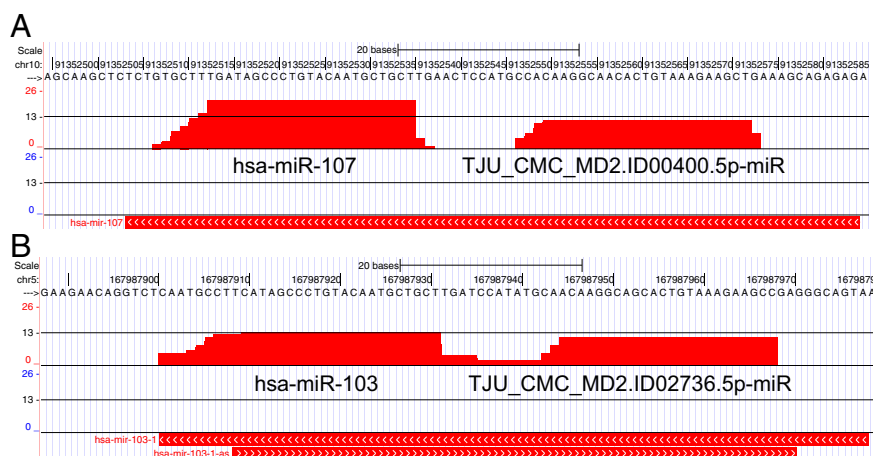 A
Scale 20 bases
chr10: |91352500|91352505|91352510|91352515|91352520|91352525|91352530|91352535|91352540|91352545|91352550|91352555|91352560|91352565|91352570|91352575|91352580|91352585
---> AGCAAGCTCTCTGTGCTTTGATAGCCCTGTACAATGCTGCTTGAACTCCATGCCACAAGGCAACACTGTAAAGAAGCTGAAAGCAGAGAGA
26 -
13 -
0 _
hsa-miR-107 TJU_CMC_MD2.ID00400.5p-miR
26 -
13 -
0 _
hsa-mir-107
B
Scale 20 bases
chr5: 167987900| 167987910| 167987920| 167987930| 167987940| 167987950| 167987960| 167987970| 1679879
---> GAAGAACAGGTCTCAATGCCTTCATAGCCCTGTACAATGCTGCTTGATCCATATGCAACAAGGCAGCACTGTAAAGAAGCCGAGGGCAGTAA
26 -
13 -
0 _
hsa-miR-103 TJU_CMC_MD2.ID02736.5p-miR
26 -
13 -
0 _
hsa-mir-103-1
hsa-mir-103-1-as